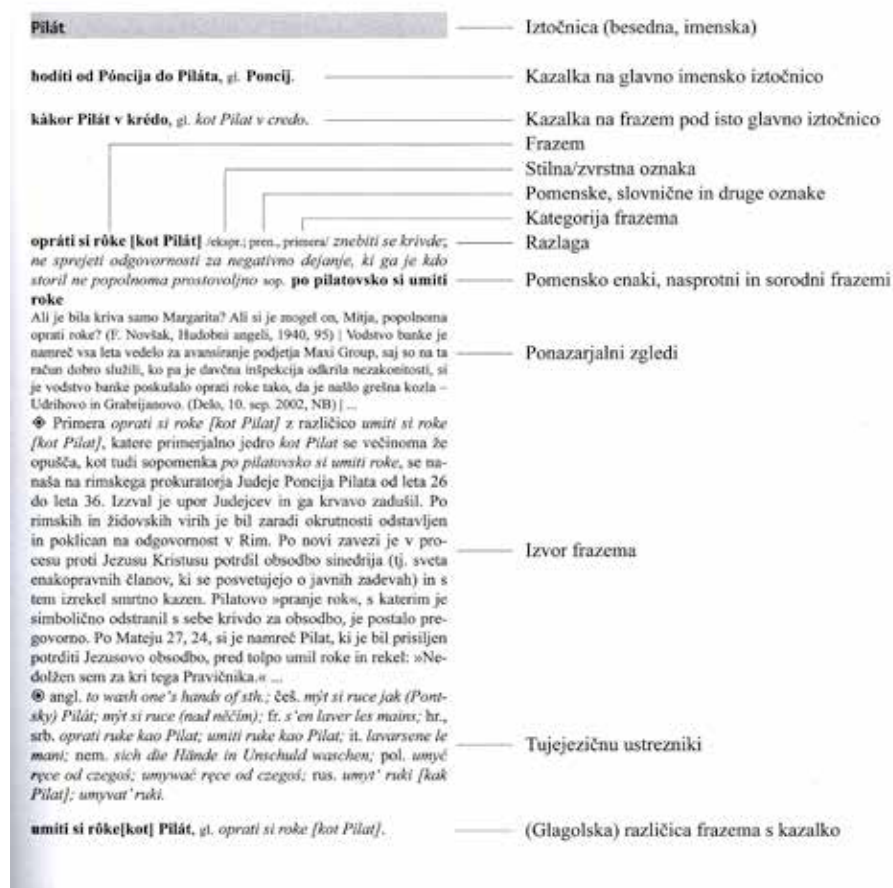 Pilát
Iztočnica (besedna, imenska)
hodíti od Póncija do Piláta, gl. Poncij.
Kazalka na glavno imensko iztočnico
kàkor Pilát v krédo, gl. kot Pilat v credo.
Kazalka na frazem pod isto glavno iztočnico
Frazem
Stilna/zvrstna oznaka
Pomenske, slovnične in druge oznake
Kategorija frazema
opráti si rôke [kot Pilát] /ekspr.; pren., primera/ znebiti se krivde;
Razlaga
ne sprejeti odgovornosti za negativno dejanje, ki ga je kdo
storil ne popolnoma prostovoljno sop. po pilatovsko si umiti
Pomensko enaki, nasprotni in sorodni frazemi
roke
Ali je bila kriva samo Margarita? Ali si je mogel on, Mitja, popolnoma
oprati roke? (F. Novšak, Hudobni angeli, 1940, 95) | Vodstvo banke je
namreč vsa leta vedelo za avansiranje podjetja Maxi Group, saj so na ta
Ponazarjalni zgledi
račun dobro služili, ko pa je davčna inšpekcija odkrila nezakonitosti, si
je vodstvo banke poskušalo oprati roke tako, da je našlo grešna kozla –
Udrihovo in Grabrijanovo. (Delo, 10. sep. 2002, NB) | ...
Primera oprati si roke [kot Pilat] z različico umiti si roke
[kot Pilat], katere primerjalno jedro kot Pilat se večinoma že
opušča, kot tudi sopomenka po pilatovsko si umiti roke, se na-
naša na rimskega prokuratorja Judeje Poncija Pilata od leta 26
do leta 36. Izzval je upor Judejcev in ga krvavo zadušil. Po
rimskih in židovskih virih je bil zaradi okrutnosti odstavljen
in poklican na odgovornost v Rim. Po novi zavezi je v pro-
cesu proti Jezusu Kristusu potrdil obsodbo sinedrija (tj. sveta
Izvor frazema
enakopravnih članov, ki se posvetujejo o javnih zadevah) in s
tem izrekel smrtno kazen. Pilatovo »pranje rok«, s katerim je
simbolično odstranil s sebe krivdo za obsodbo, je postalo pre-
govorno. Po Mateju 27, 24, si je namreč Pilat, ki je bil prisiljen
potrditi Jezusovo obsodbo, pred tolpo umil roke in rekel: »Ne-
dolžen sem za kri tega Pravičnika.« ...
angl. to wash one's hands of sth.; češ. mýt si ruce jak (Pont-
sky) Pilát; mýt si ruce (nad něčím); fr. s'en laver les mains; hr.,
srb. oprati ruke kao Pilat; umiti ruke kao Pilat; it. lavarsene le
mani; nem. sich die Hände in Unschuld waschen; pol. umyć
Tujejezičnu ustrezniki
ręce od czegoś; umywać ręce od czegoś; rus. umyt' ruki [kak
Pilat]; umyvat' ruki.
umíti si rôke[kot] Pilát, gl. oprati si roke [kot Pilat].
(Glagolska) različica frazema s kazalko